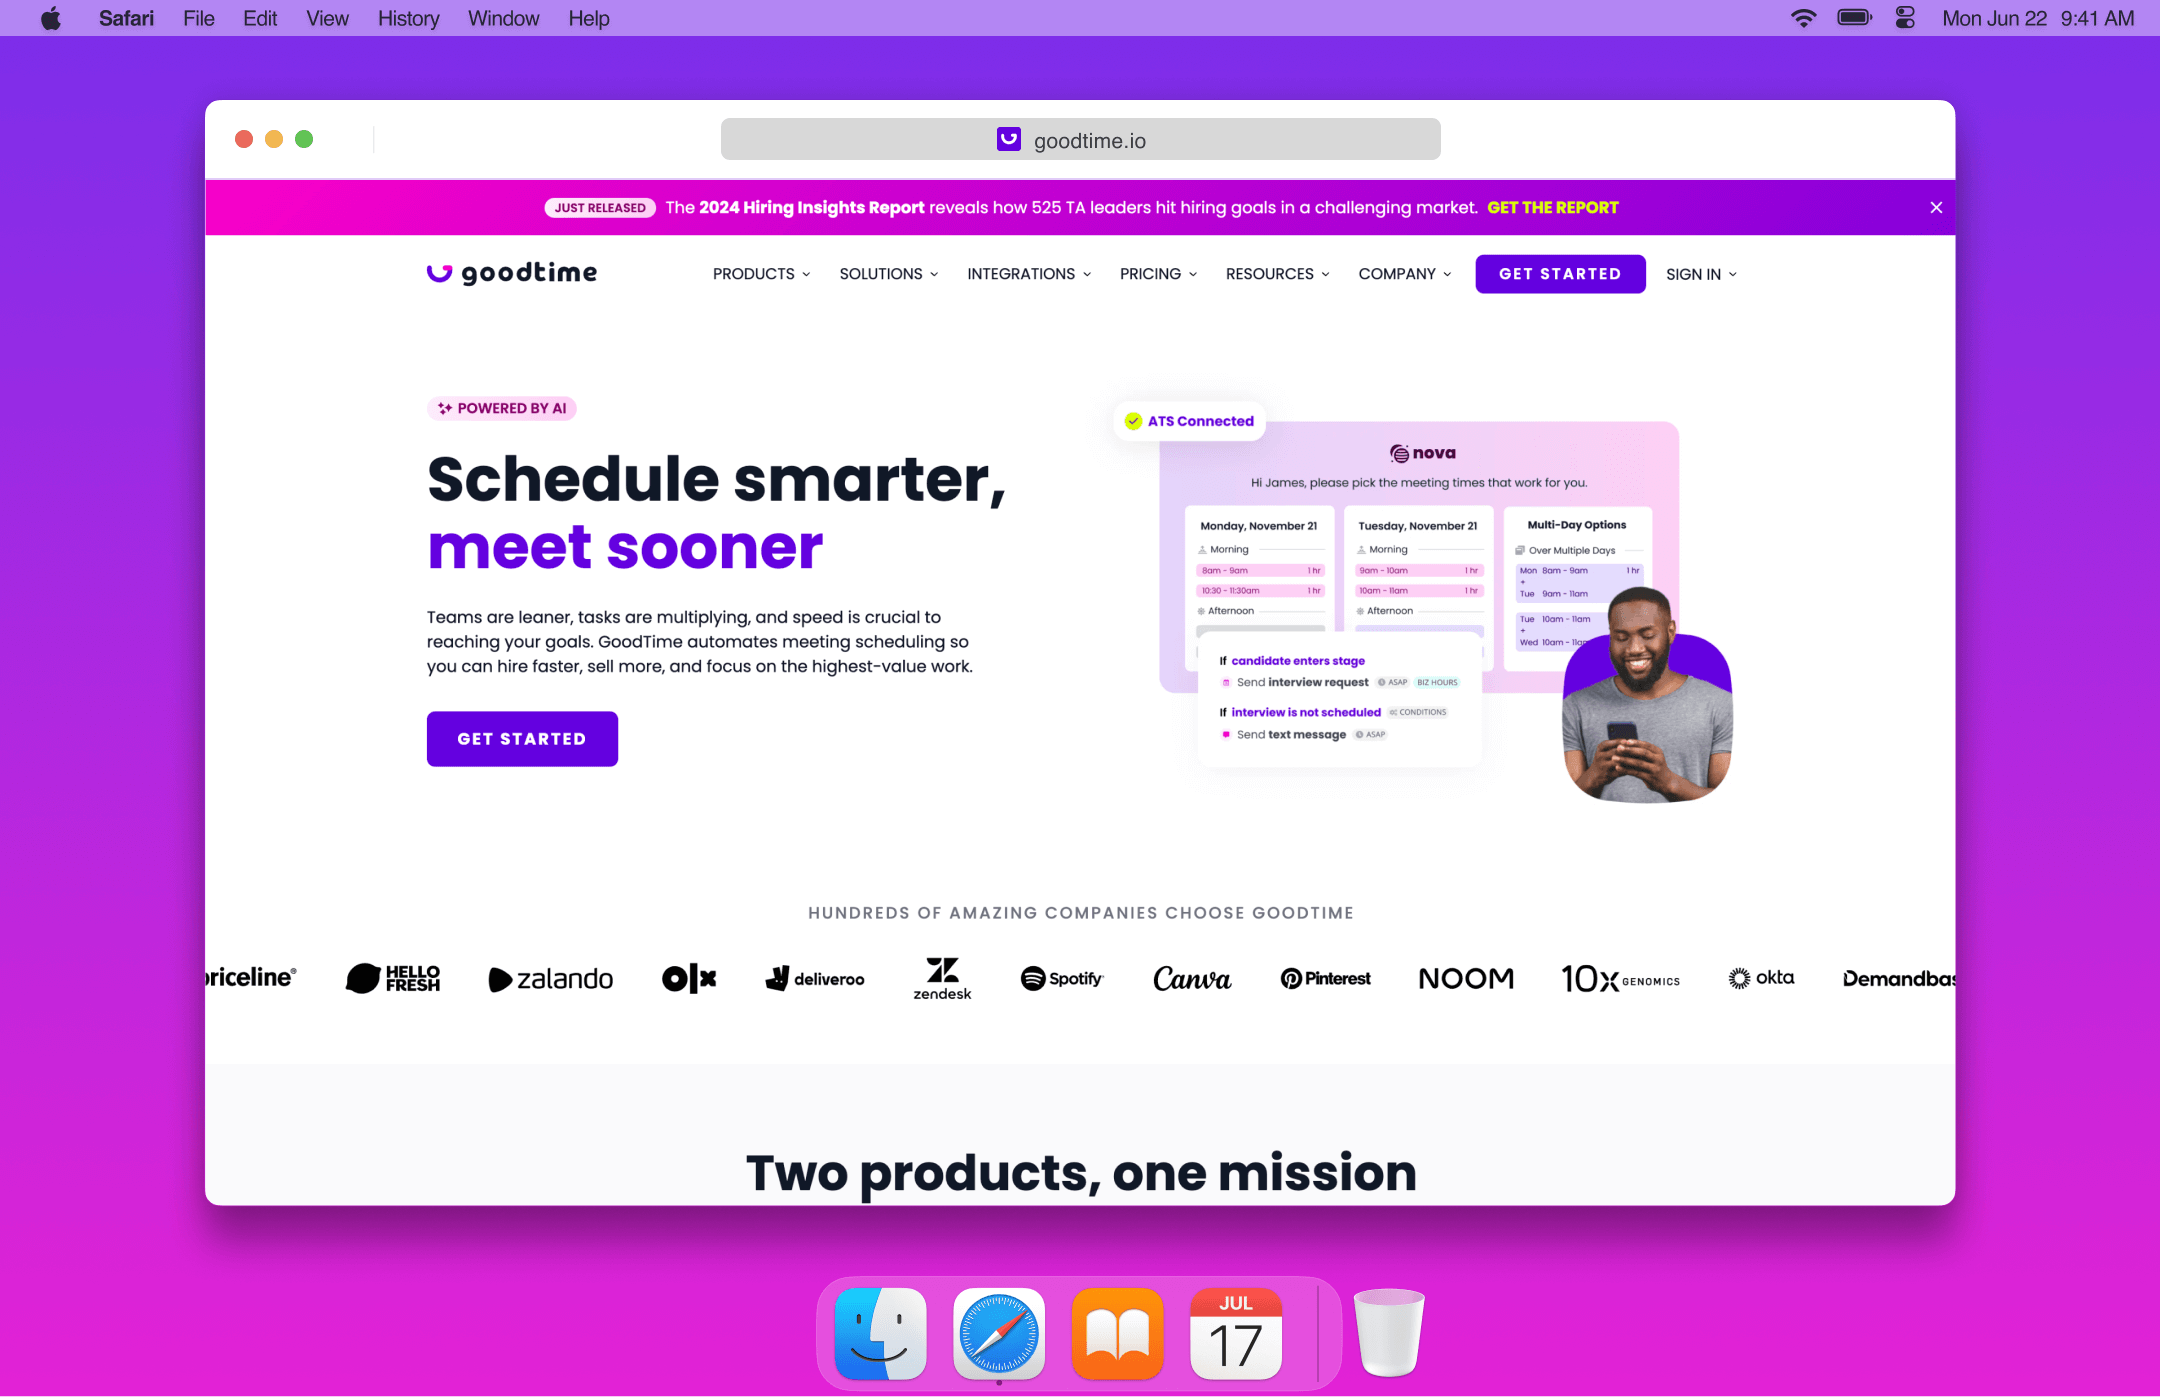 Safari File Edit View History Window Help Mon Jun 22 9:41 AM
goodtime.io
JUST RELEASED The 2024 Hiring Insights Report reveals how 525 TA leaders hit hiring goals in a challenging market. GET THE REPORT
goodtime PRODUCTS SOLUTIONS INTEGRATIONS PRICING RESOURCES COMPANY GET STARTED SIGN IN
POWERED BY AI
Schedule smarter,
meet sooner
Teams are leaner, tasks are multiplying, and speed is crucial to
reaching your goals. GoodTime automates meeting scheduling so
you can hire faster, sell more, and focus on the highest-value work.
GET STARTED
ATS Connected
nova
Hi James, please pick the meeting times that work for you.
Monday, November 21
Morning
8am - 9am 1 hr
10:30 - 11:30am 1 hr
Afternoon
Tuesday, November 21
Morning
9am - 10am 1 hr
10am - 11am 1 hr
Afternoon
Multi-Day Options
Over Multiple Days
Mon 8am - 9am 1 hr
+
Tue 9am - 11am
Tue 10am - 11am
+
Wed 10am - 11am
If candidate enters stage
Send interview request ASAP BIZ HOURS
If interview is not scheduled CONDITIONS
Send text message ASAP
HUNDREDS OF AMAZING COMPANIES CHOOSE GOODTIME
priceline® HELLO FRESH zalando olx deliveroo zendesk Spotify Canva Pinterest NOOM 10x GENOMICS okta Demandbas
Two products, one mission
JUL
17